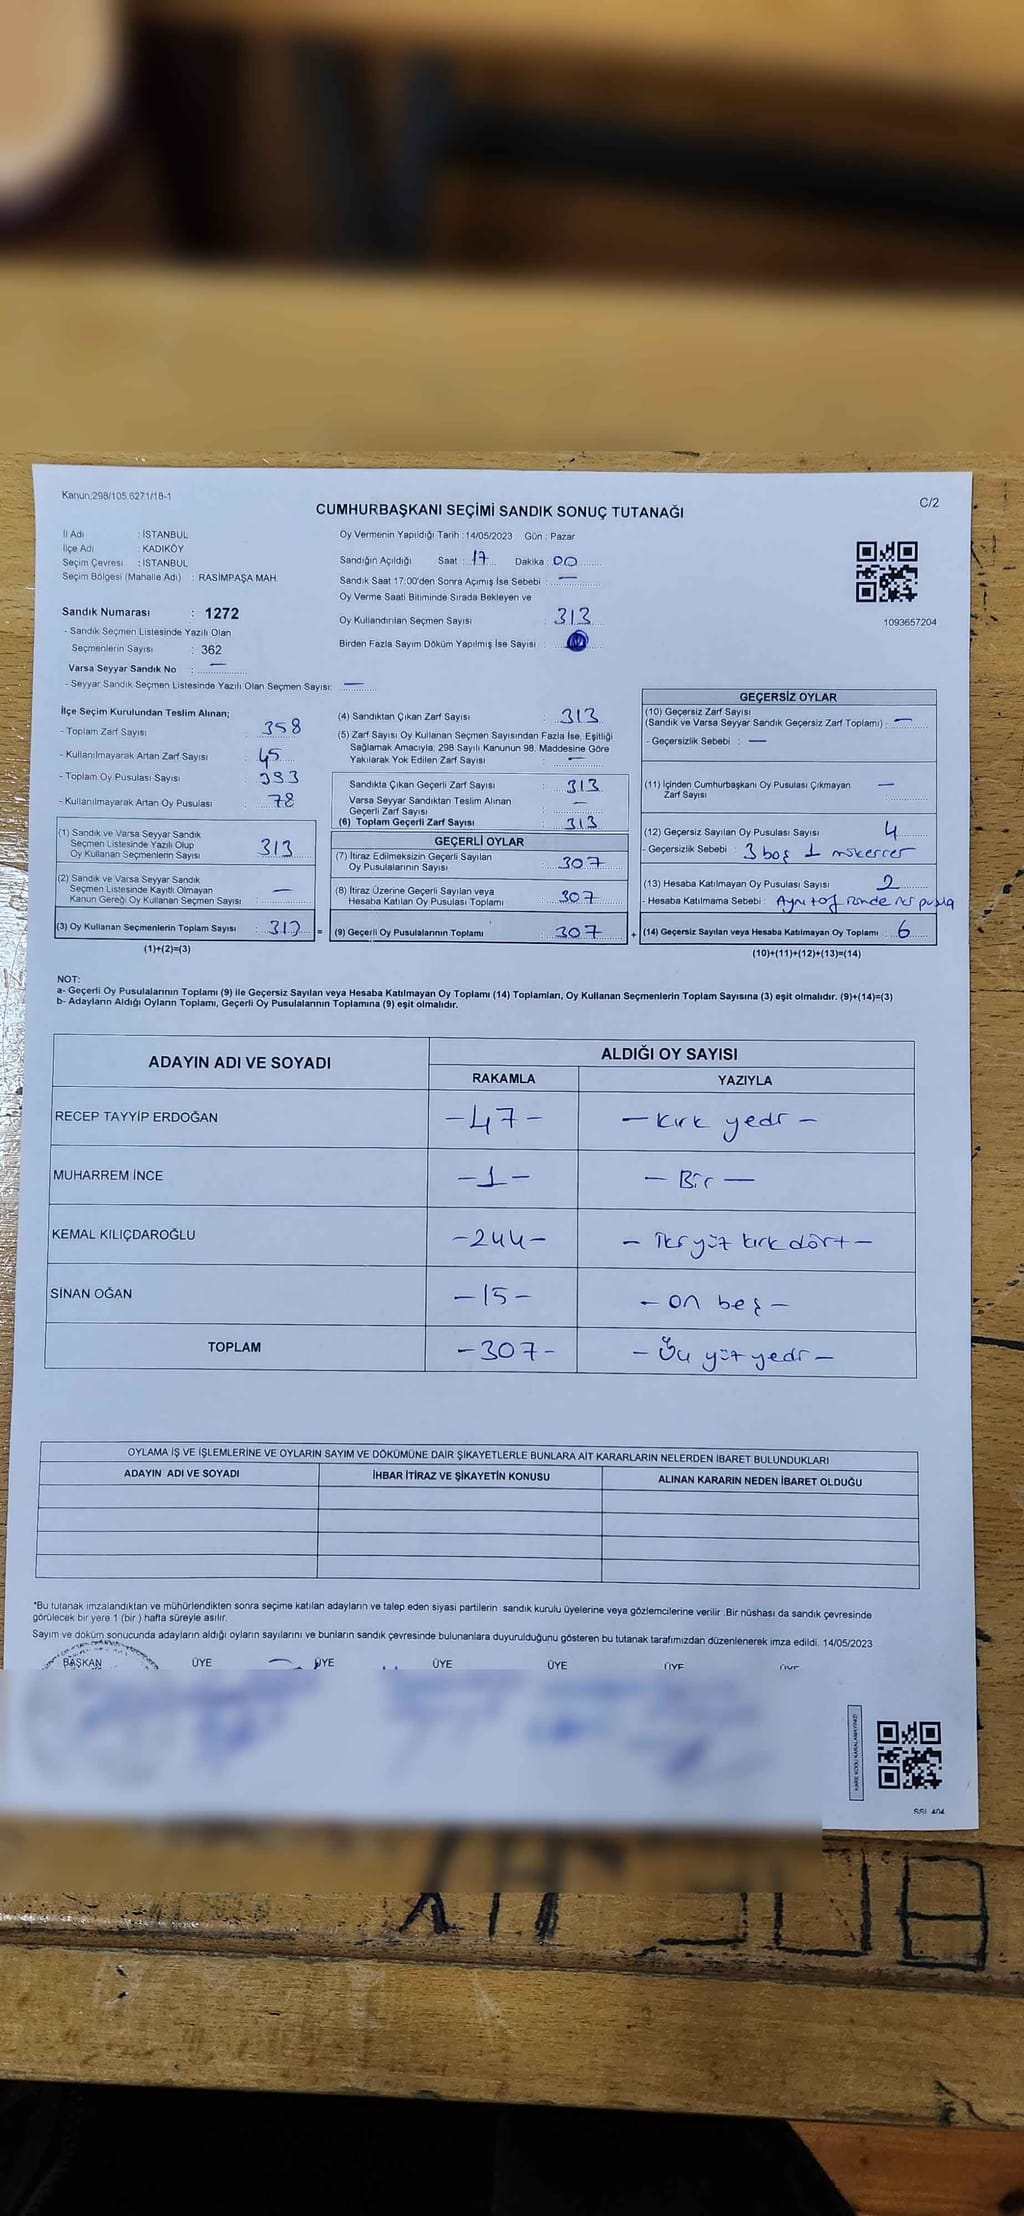 Kanun.298/105,6271/18-1
C/2
CUMHURBAŞKANI SEÇİMİ SANDIK SONUÇ TUTANAĞI
İl Adı : İSTANBUL
İlçe Adı : KADIKÖY
Seçim Çevresi : İSTANBUL
Seçim Bölgesi (Mahalle Adı) : RASİMPAŞA MAH.
Sandık Numarası : 1272
- Sandık Seçmen Listesinde Yazılı Olan
Seçmenlerin Sayısı : 362
Varsa Seyyar Sandık No : —
- Seyyar Sandık Seçmen Listesinde Yazılı Olan Seçmen Sayısı: —
Oy Vermenin Yapıldığı Tarih :14/05/2023 Gün : Pazar
Sandığın Açıldığı Saat : 17 Dakika : 00
Sandık Saat 17:00'den Sonra Açımış İse Sebebi : —
Oy Verme Saati Bitiminde Sırada Bekleyen ve
Oy Kullandırılan Seçmen Sayısı : 313
Birden Fazla Sayım Döküm Yapılmış İse Sayısı :
1093657204
İlçe Seçim Kurulundan Teslim Alınan;
- Toplam Zarf Sayısı : 358
- Kullanılmayarak Artan Zarf Sayısı : 45
- Toplam Oy Pusulası Sayısı :
- Kullanılmayarak Artan Oy Pusulası : 78
(1) Sandık ve Varsa Seyyar Sandık
Seçmen Listesinde Yazılı Olup
Oy Kullanan Seçmenlerin Sayısı : 313
(2) Sandık ve Varsa Seyyar Sandık
Seçmen Listesinde Kayıtlı Olmayan
Kanun Gereği Oy Kullanan Seçmen Sayısı : —
(3) Oy Kullanan Seçmenlerin Toplam Sayısı : 313 =
(1)+(2)=(3)
(4) Sandıktan Çıkan Zarf Sayısı : 313
(5) Zarf Sayısı Oy Kullanan Seçmen Sayısından Fazla İse, Eşitliği
Sağlamak Amacıyla, 298 Sayılı Kanunun 98. Maddesine Göre
Yakılarak Yok Edilen Zarf Sayısı : —
Sandıkta Çıkan Geçerli Zarf Sayısı : 313
Varsa Seyyar Sandıktan Teslim Alınan
Geçerli Zarf Sayısı : —
(6) Toplam Geçerli Zarf Sayısı : 313
GEÇERLİ OYLAR
(7) İtiraz Edilmeksizin Geçerli Sayılan
Oy Pusulalarının Sayısı : 307
(8) İtiraz Üzerine Geçerli Sayılan veya
Hesaba Katılan Oy Pusulası Toplamı : 307
(9) Geçerli Oy Pusulalarının Toplamı : 307 +
GEÇERSİZ OYLAR
(10) Geçersiz Zarf Sayısı
(Sandık ve Varsa Seyyar Sandık Geçersiz Zarf Toplamı) : —
- Geçersizlik Sebebi : —
(11) İçinden Cumhurbaşkanı Oy Pusulası Çıkmayan
Zarf Sayısı : —
(12) Geçersiz Sayılan Oy Pusulası Sayısı : 4
- Geçersizlik Sebebi : 3 boş 1 mükerrer
(13) Hesaba Katılmayan Oy Pusulası Sayısı : 2
- Hesaba Katılmama Sebebi : Aynı
(14) Geçersiz Sayılan veya Hesaba Katılmayan Oy Toplamı : 6
(10)+(11)+(12)+(13)=(14)
NOT:
a- Geçerli Oy Pusulalarının Toplamı (9) ile Geçersiz Sayılan veya Hesaba Katılmayan Oy Toplamı (14) Toplamları, Oy Kullanan Seçmenlerin Toplam Sayısına (3) eşit olmalıdır. (9)+(14)=(3)
b- Adayların Aldığı Oyların Toplamı, Geçerli Oy Pusulalarının Toplamına (9) eşit olmalıdır.
ADAYIN ADI VE SOYADI
ALDIĞI OY SAYISI
RAKAMLA YAZIYLA
RECEP TAYYİP ERDOĞAN -47- - kırk yedi -
MUHARREM İNCE -1- - Bir -
KEMAL KILIÇDAROĞLU -244- - İki yüz kırk dört -
SİNAN OĞAN -15- - on beş -
TOPLAM -307- - Üç yüz yedi -
OYLAMA İŞ VE İŞLEMLERİNE VE OYLARIN SAYIM VE DÖKÜMÜNE DAİR ŞİKAYETLERLE BUNLARA AİT KARARLARIN NELERDEN İBARET BULUNDUKLARI
ADAYIN ADI VE SOYADI İHBAR İTİRAZ VE ŞİKAYETİN KONUSU ALINAN KARARIN NEDEN İBARET OLDUĞU
*Bu tutanak imzalandıktan ve mühürlendikten sonra seçime katılan adayların ve talep eden siyasi partilerin sandık kurulu üyelerine veya gözlemcilerine verilir .Bir nüshası da sandık çevresinde
görülecek bir yere 1 (bir ) hafta süreyle asılır.
Sayım ve döküm sonucunda adayların aldığı oyların sayılarını ve bunların sandık çevresinde bulunanlara duyurulduğunu gösteren bu tutanak tarafımızdan düzenlenerek imza edildi. 14/05/2023
BAŞKAN ÜYE ÜYE ÜYE ÜYE ÜYE ÜYE